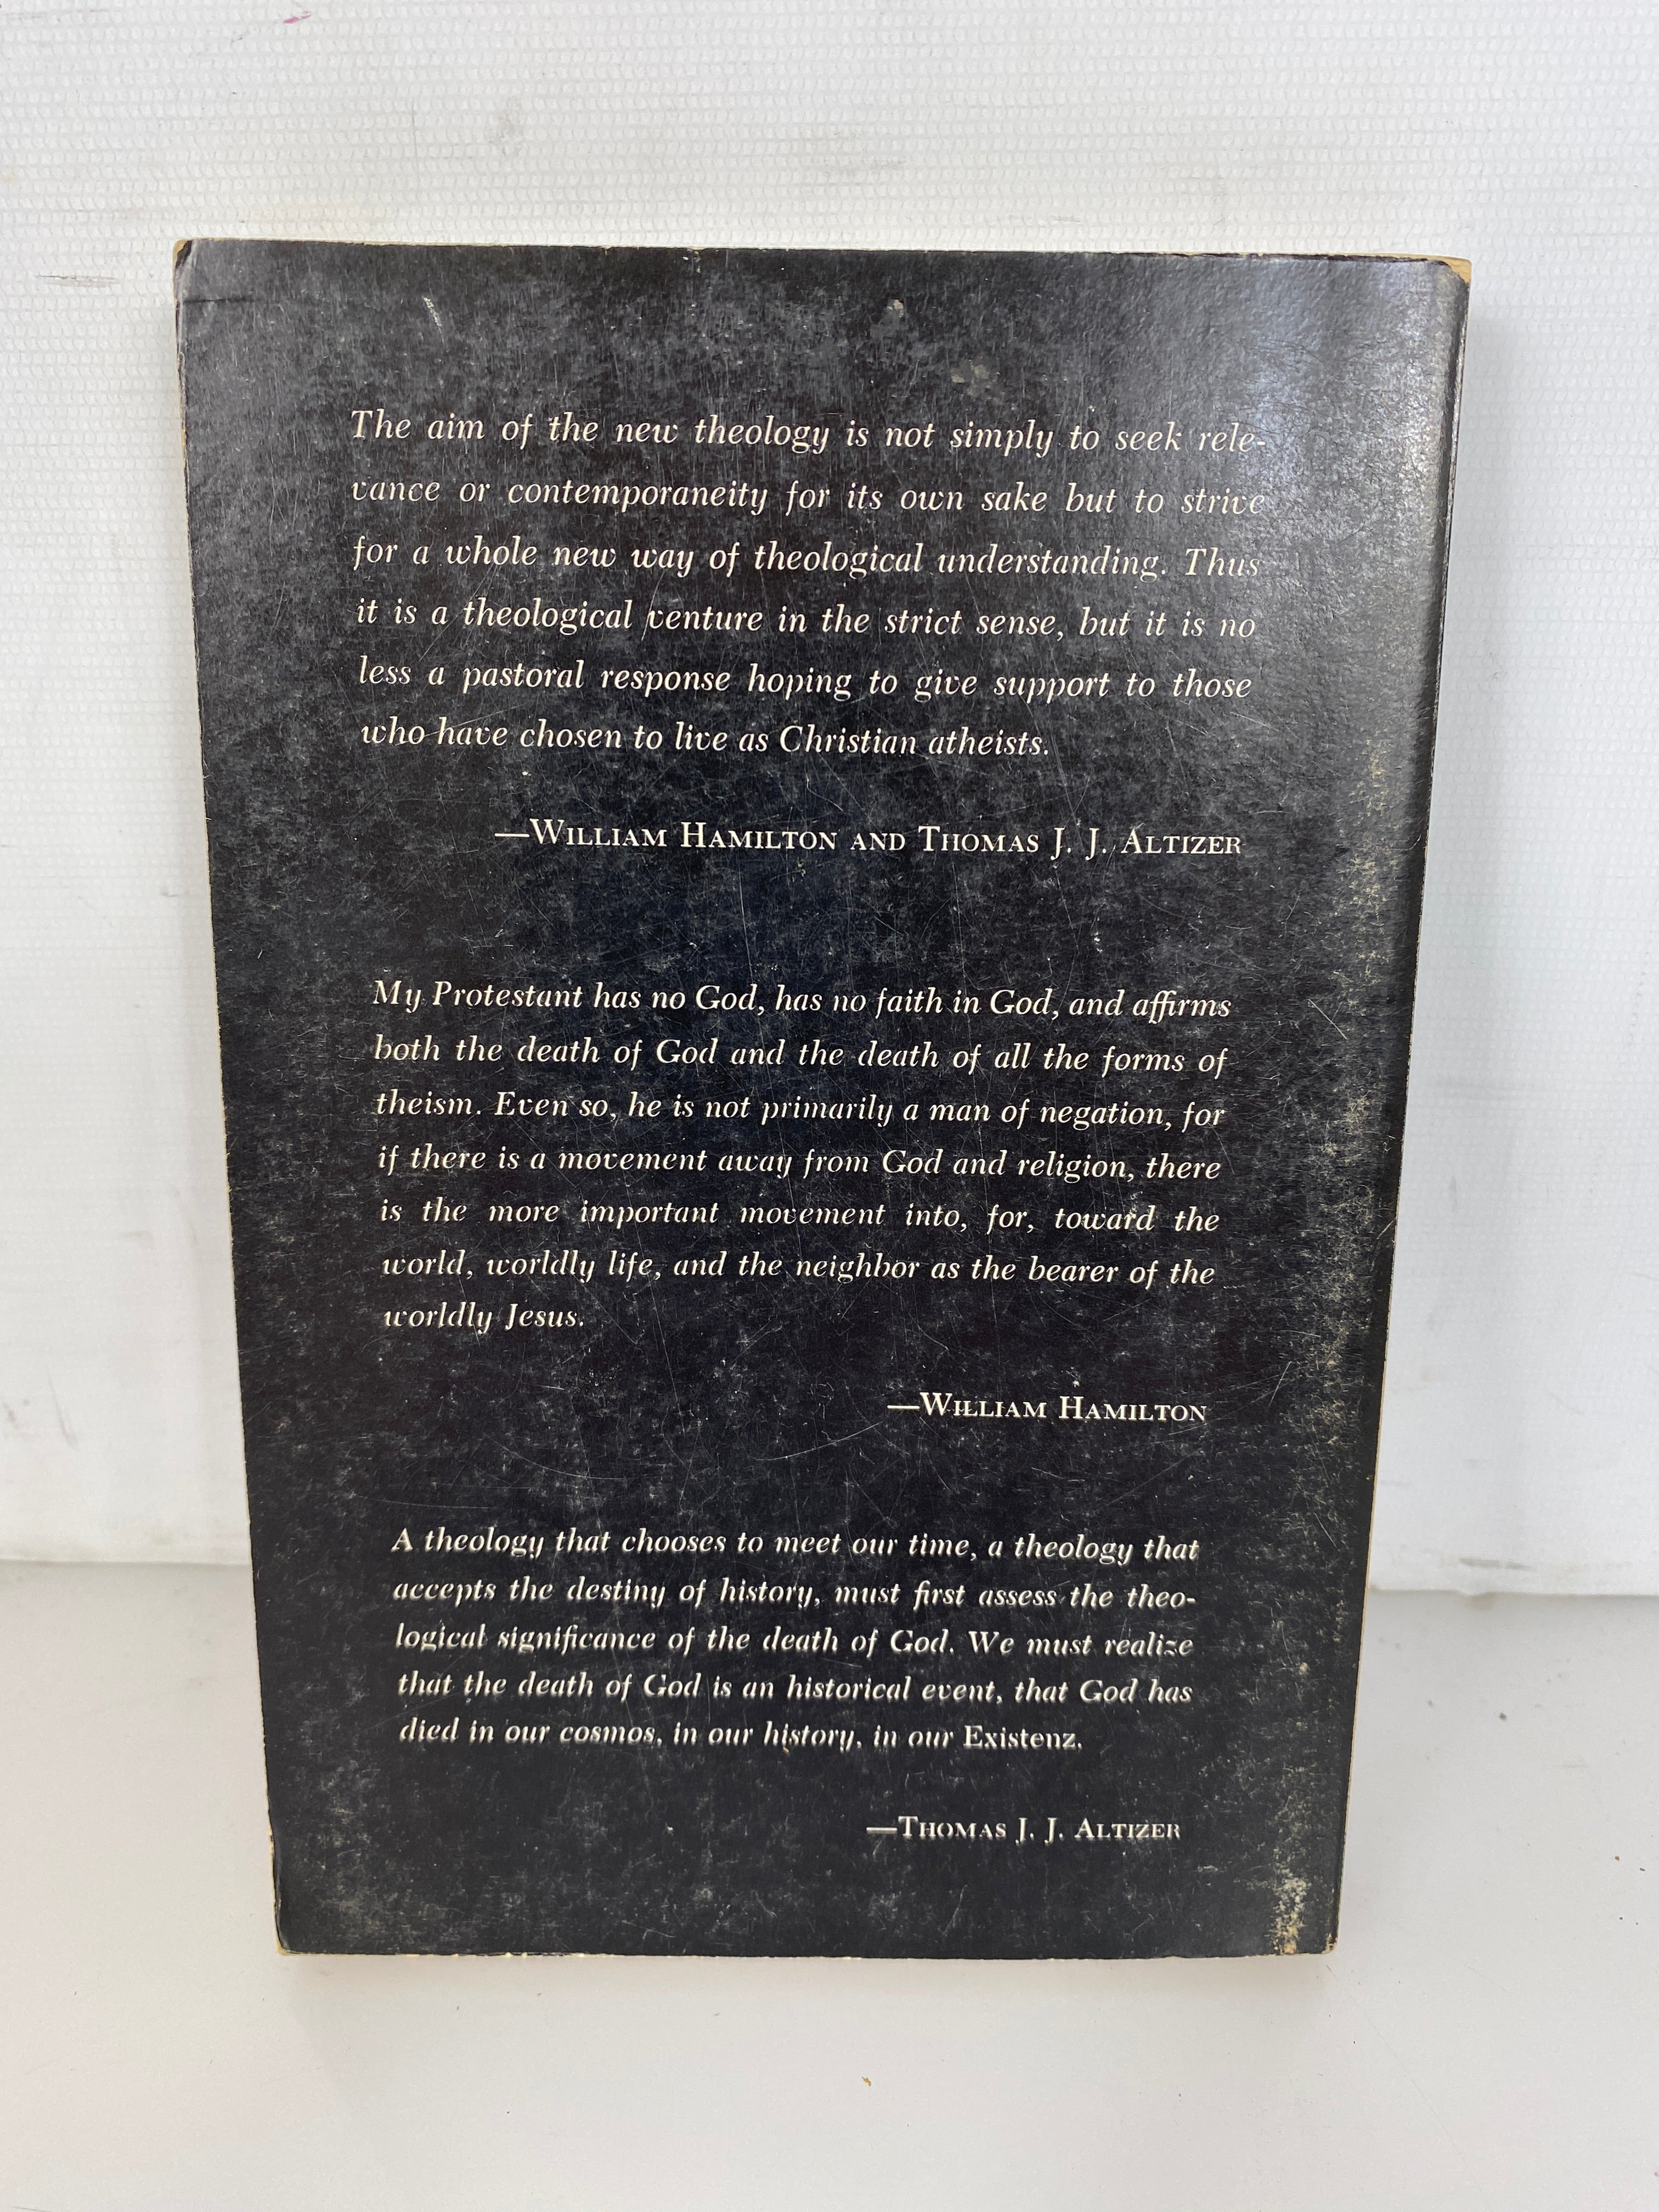 The aim of the new theology is not simply to seek rele-
vance or contemporaneity for its own sake but to strive
for a whole new way of theological understanding. Thus
it is a theological venture in the strict sense, but it is no
less a pastoral response hoping to give support to those
who have chosen to live as Christian atheists.
—WILLIAM HAMILTON AND THOMAS J. J. ALTIZER
My Protestant has no God, has no faith in God, and affirms
both the death of God and the death of all the forms of
theism. Even so, he is not primarily a man of negation, for
if there is a movement away from God and religion, there
is the more important movement into, for, toward the
world, worldly life, and the neighbor as the bearer of the
worldly Jesus.
—WILLIAM HAMILTON
A theology that chooses to meet our time, a theology that
accepts the destiny of history, must first assess the theo-
logical significance of the death of God. We must realize
that the death of God is an historical event, that God has
died in our cosmos, in our history, in our Existenz.
—THOMAS J. J. ALTIZER